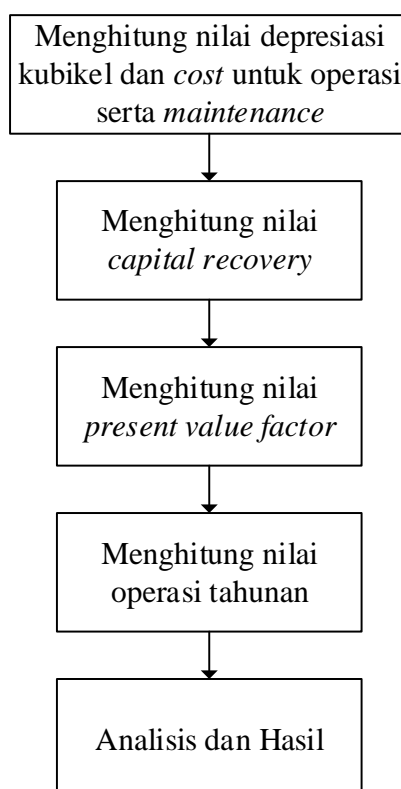 Menghitung nilai depresiasi
kubikel dan cost untuk operasi
serta maintenance
Menghitung nilai
capital recovery
Menghitung nilai
present value factor
Menghitung nilai
operasi tahunan
Analisis dan Hasil